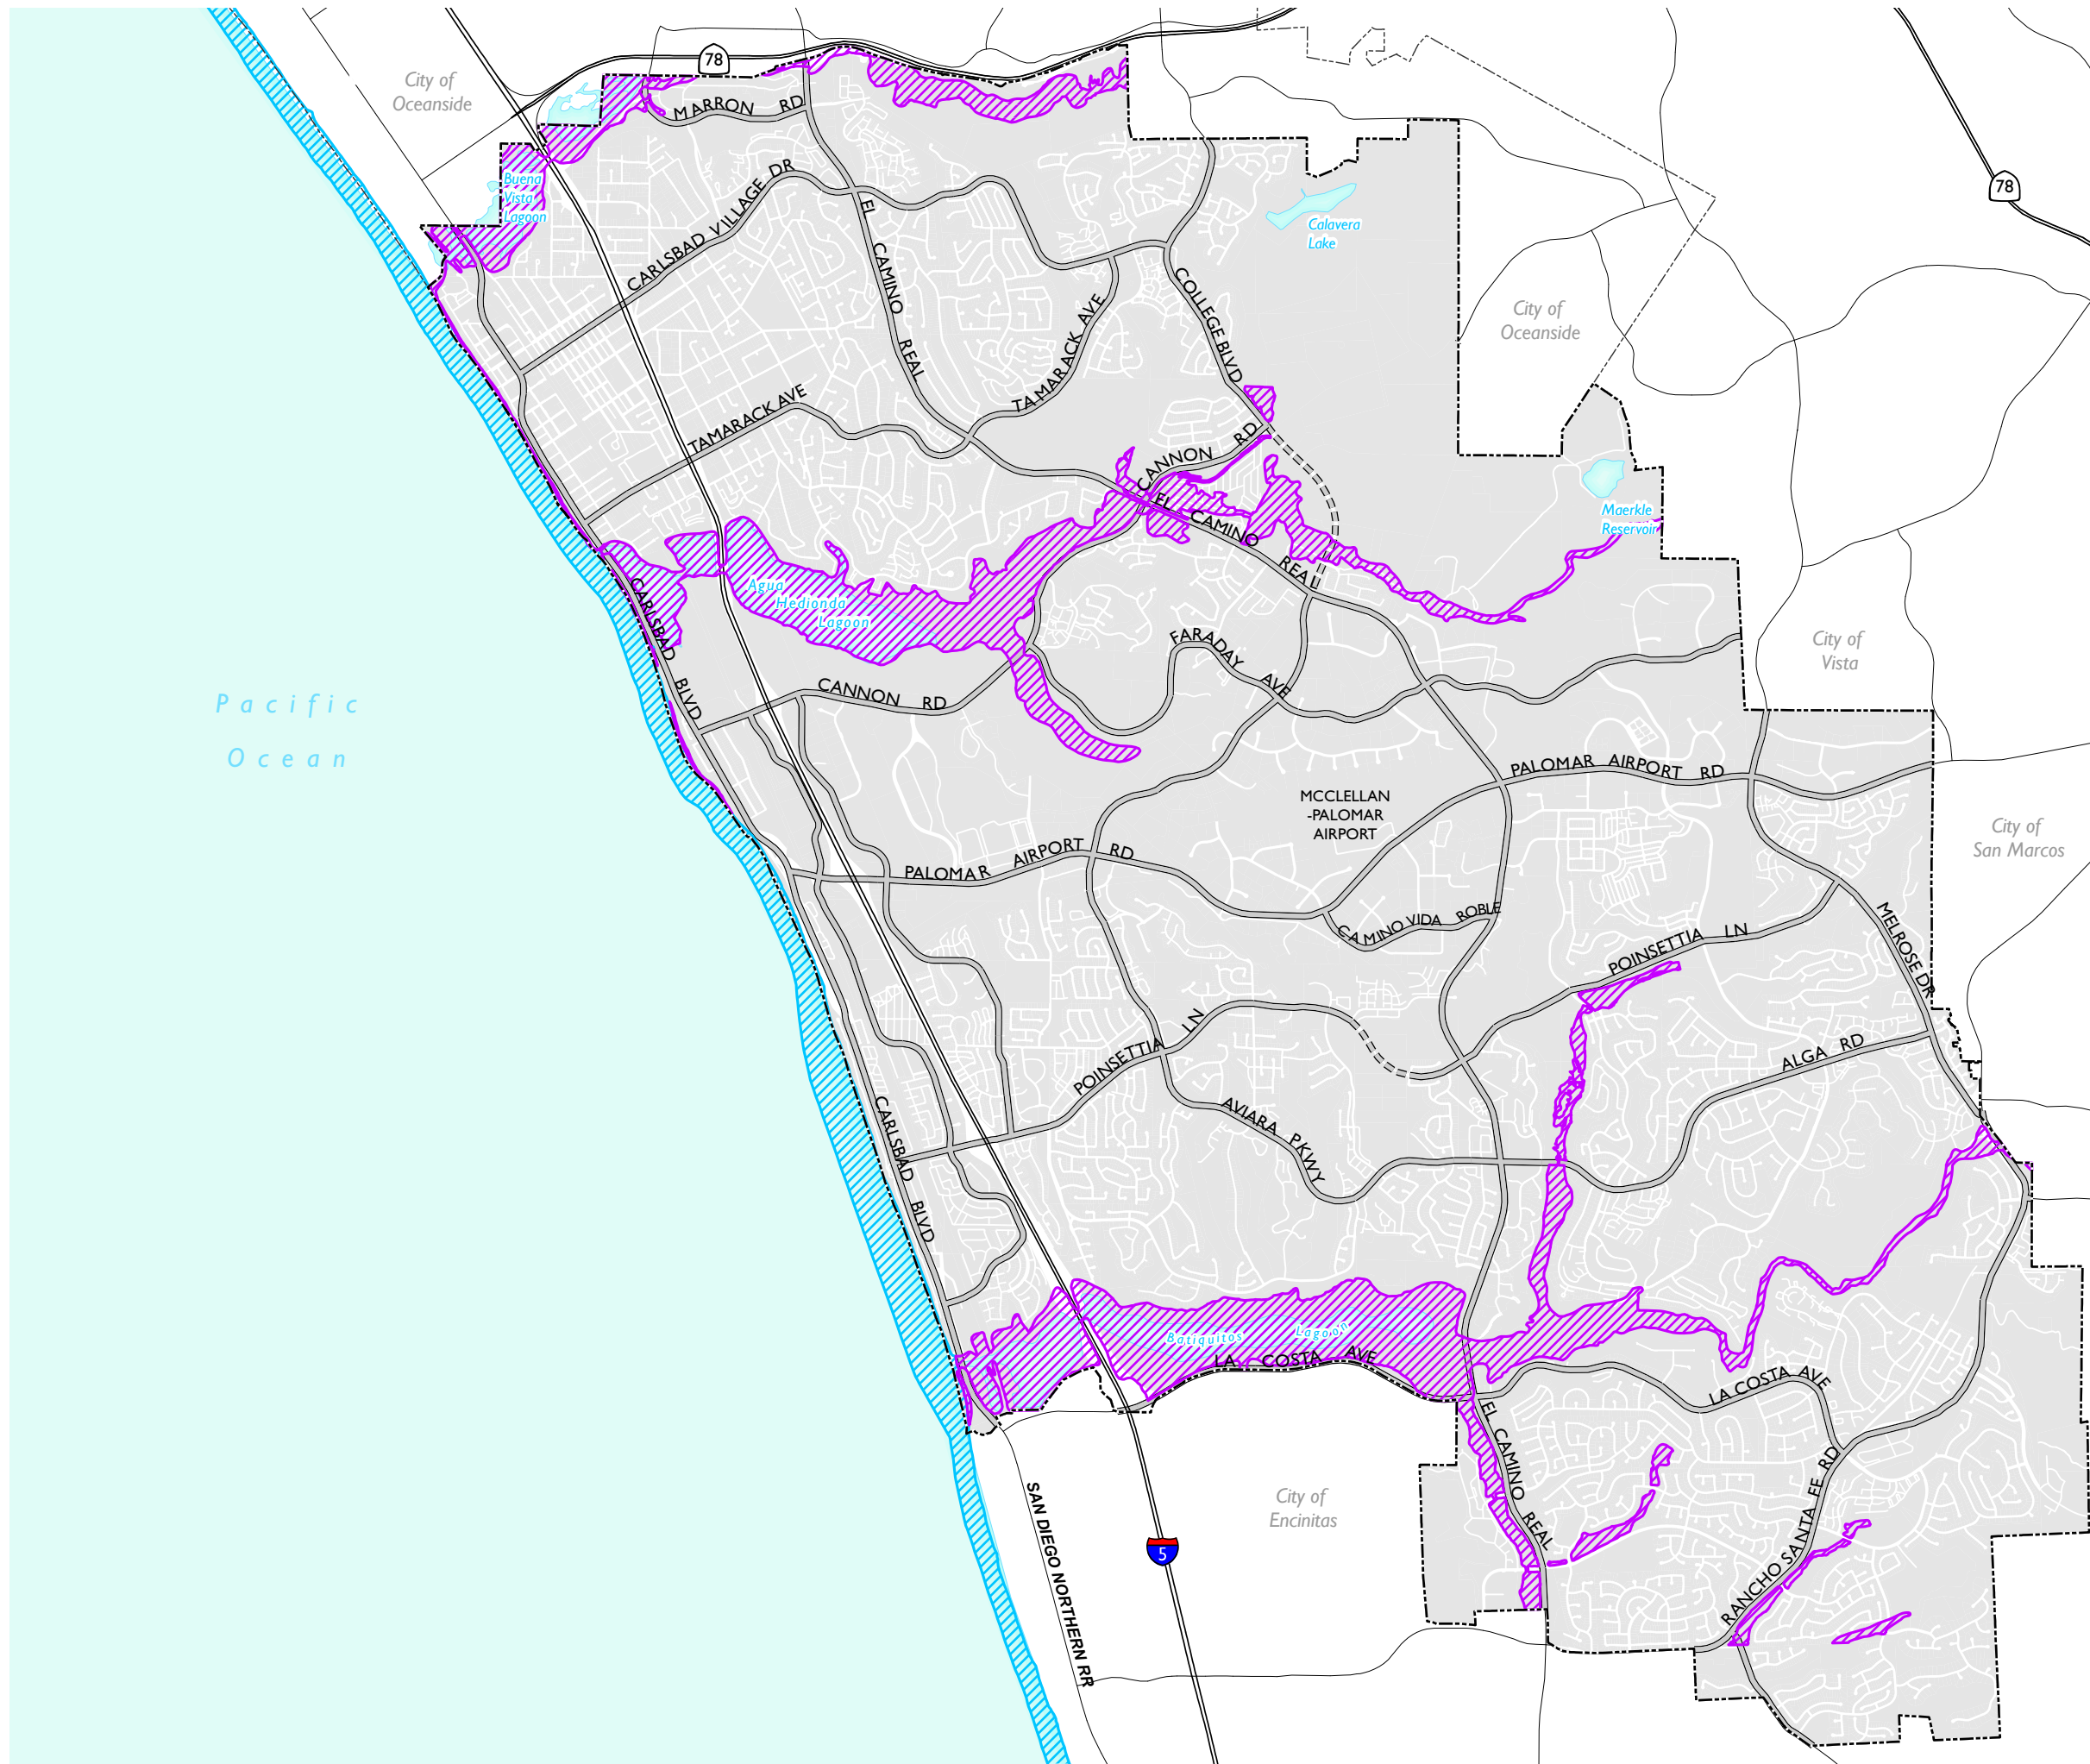 City of
Oceanside
78
MARRON RD
78
Buena
Vista
Lagoon
CARLSBAD VILLAGE DR
EL CAMINO REAL
Calavera
Lake
COLLEGE BLVD
City of
Oceanside
TAMARACK AVE
TAMARACK AVE
CANNON RD
EL CAMINO REAL
Maerkle
Reservoir
Agua
Hedionda
Lagoon
CARLSBAD BLVD
FARADAY AVE
City of
Vista
Pacific
Ocean
CANNON RD
PALOMAR AIRPORT RD
MCCLELLAN
-PALOMAR
AIRPORT
City of
San Marcos
PALOMAR AIRPORT RD
CAMINO VIDA ROBLE
POINSETTIA LN
MELROSE DR
POINSETTIA LN
ALGA RD
AVIARA PKWY
CARLSBAD BLVD
Batiquitos Lagoon
LA COSTA AVE
LA COSTA AVE
EL CAMINO REAL
RANCHO SANTA FE RD
City of
Encinitas
SAN DIEGO NORTHERN RR
5